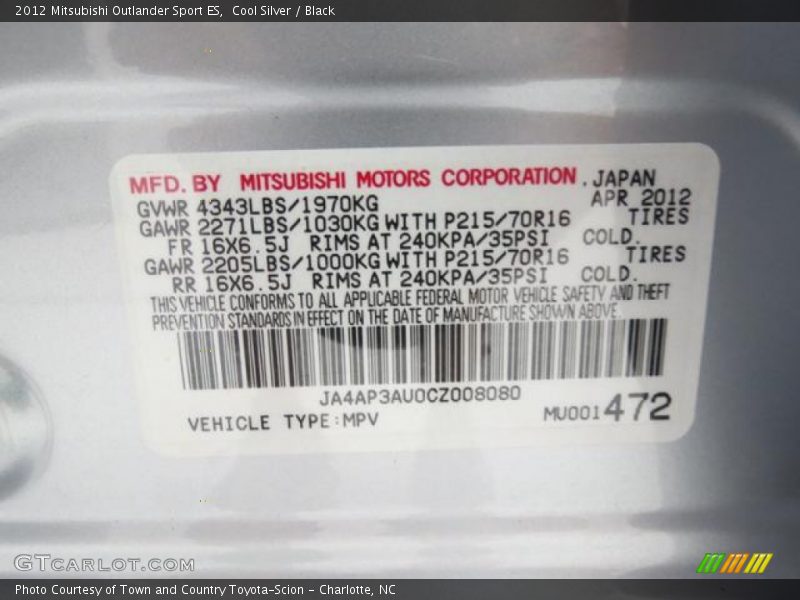 2012 Mitsubishi Outlander Sport ES,  Cool Silver / Black
MFD. BY MITSUBISHI MOTORS CORPORATION. JAPAN
GVWR 4343LBS/1970KG APR 2012
GAWR 2271LBS/1030KG WITH P215/70R16 TIRES
FR 16X6.5J RIMS AT 240KPA/35PSI COLD.
GAWR 2205LBS/1000KG WITH P215/70R16 TIRES
RR 16X6.5J RIMS AT 240KPA/35PSI COLD.
THIS VEHICLE CONFORMS TO ALL APPLICABLE FEDERAL MOTOR VEHICLE SAFETY AND THEFT
PREVENTION STANDARDS IN EFFECT ON THE DATE OF MANUFACTURE SHOWN ABOVE.
JA4AP3AU0CZ008080
VEHICLE TYPE:MPV MU001472
GTCARLOT.COM
Photo Courtesy of Town and Country Toyota-Scion - Charlotte, NC